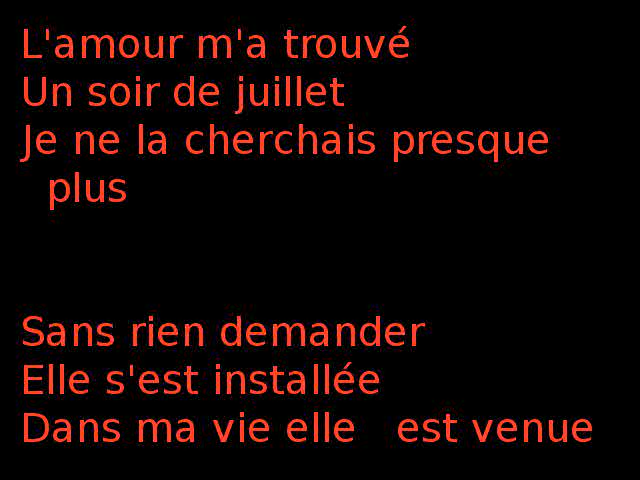 L'amour m'a trouvé
Un soir de juillet
Je ne la cherchais presque
plus
Sans rien demander
Elle s'est installée
Dans ma vie elle est venue